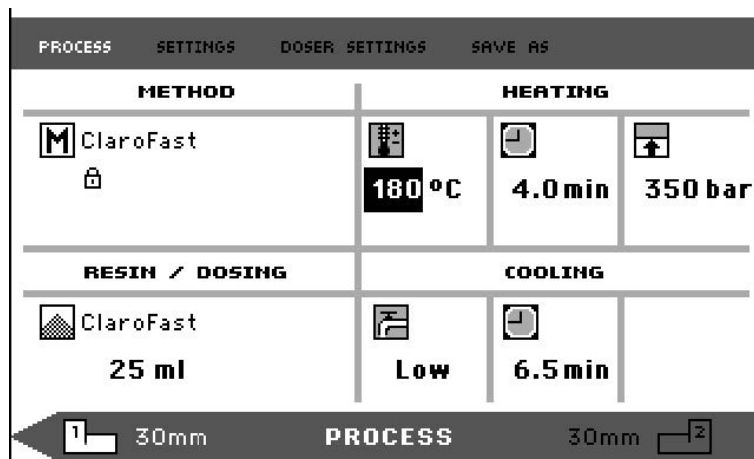 PROCESS SETTINGS DOSER SETTINGS SAVE AS
METHOD HEATING
M ClaroFast
180 ºC 4.0 min 350 bar
RESIN / DOSING COOLING
ClaroFast
25 ml Low 6.5 min
1 30mm PROCESS 30mm 2